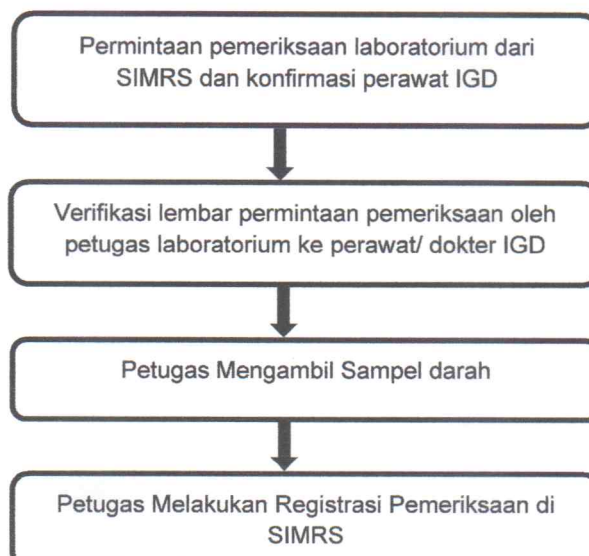 Permintaan pemeriksaan laboratorium dari
SIMRS dan konfirmasi perawat IGD
Verifikasi lembar permintaan pemeriksaan oleh
petugas laboratorium ke perawat/ dokter IGD
Petugas Mengambil Sampel darah
Petugas Melakukan Registrasi Pemeriksaan di
SIMRS